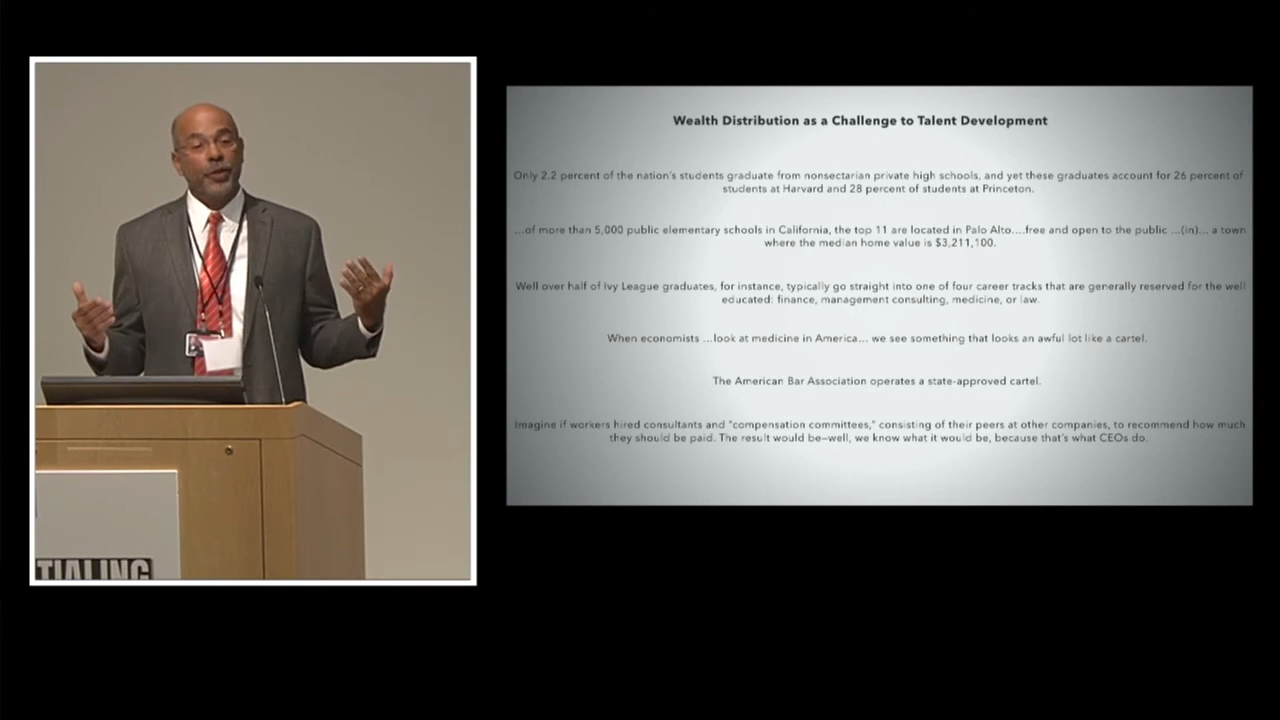 Wealth Distribution as a Challenge to Talent Development
Only 2.2 percent of the nation's students graduate from nonsectarian private high schools, and yet these graduates account for 26 percent of
students at Harvard and 28 percent of students at Princeton.
...of more than 5,000 public elementary schools in California, the top 11 are located in Palo Alto....free and open to the public ...(in)... a town
where the median home value is $3,211,100.
Well over half of Ivy League graduates, for instance, typically go straight into one of four career tracks that are generally reserved for the well
educated: finance, management consulting, medicine, or law.
When economists ...look at medicine in America... we see something that looks an awful lot like a cartel.
The American Bar Association operates a state-approved cartel.
Imagine if workers hired consultants and "compensation committees," consisting of their peers at other companies, to recommend how much
they should be paid. The result would be—well, we know what it would be, because that's what CEOs do.
TIALING